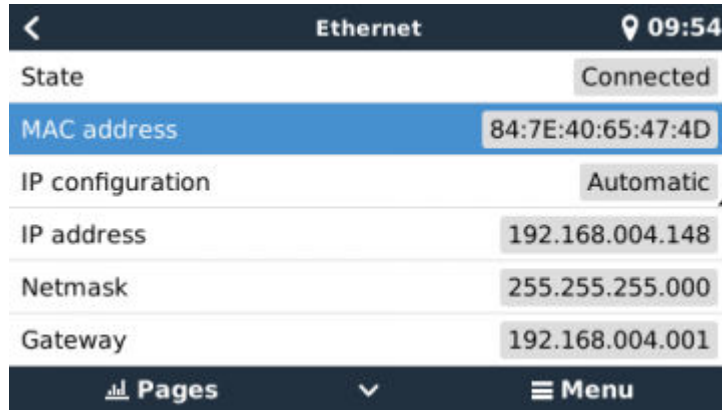 Ethernet 09:54
State Connected
MAC address 84:7E:40:65:47:4D
IP configuration Automatic
IP address 192.168.004.148
Netmask 255.255.255.000
Gateway 192.168.004.001
Pages Menu